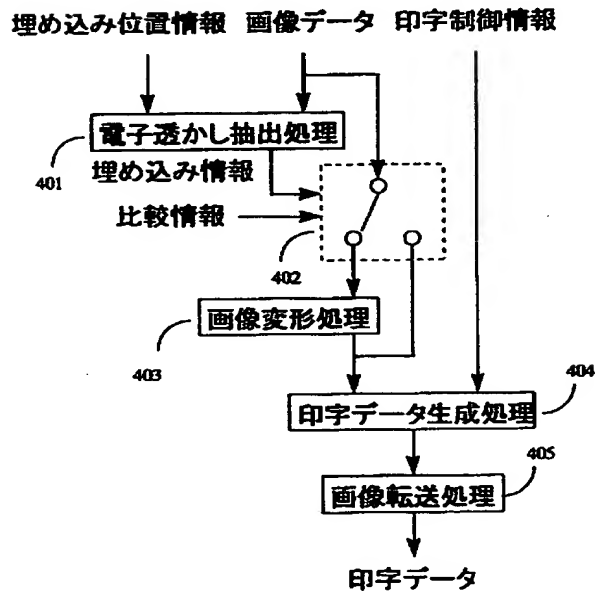 埋め込み位置情報 画像データ 印字制御情報
電子透かし抽出処理
401
埋め込み情報
比較情報
402
画像変形処理
403
404
印字データ生成処理
405
画像転送処理
印字データ